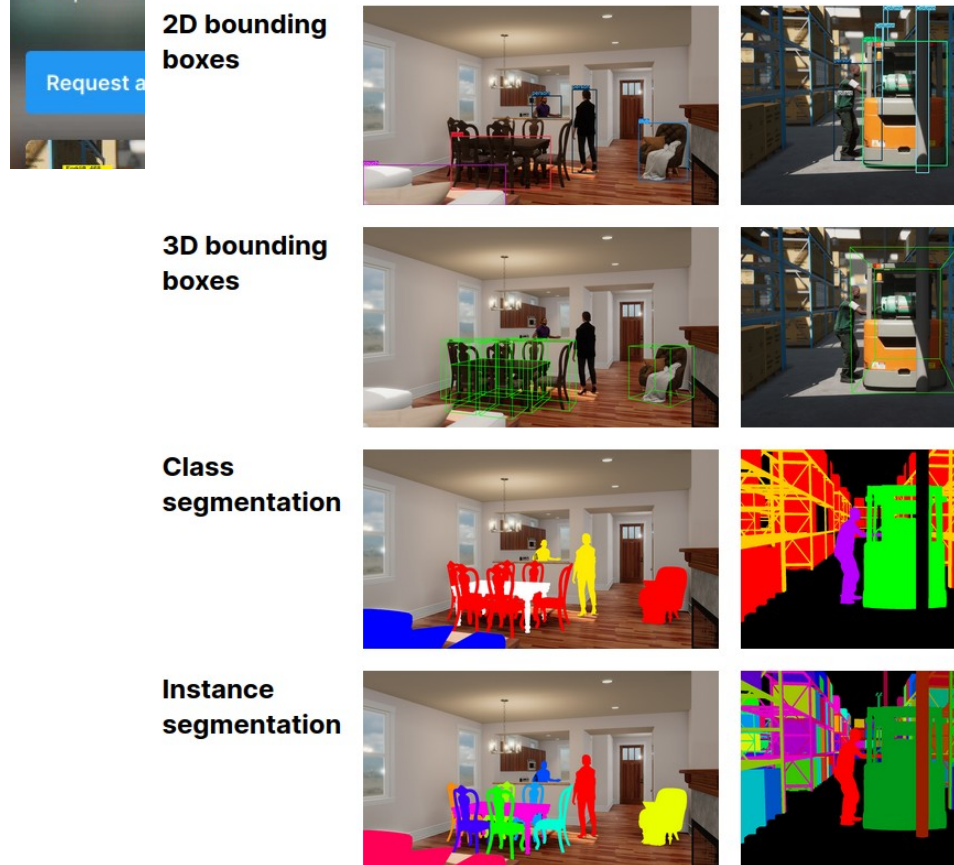 Request a
2D bounding
boxes
3D bounding
boxes
Class
segmentation
Instance
segmentation